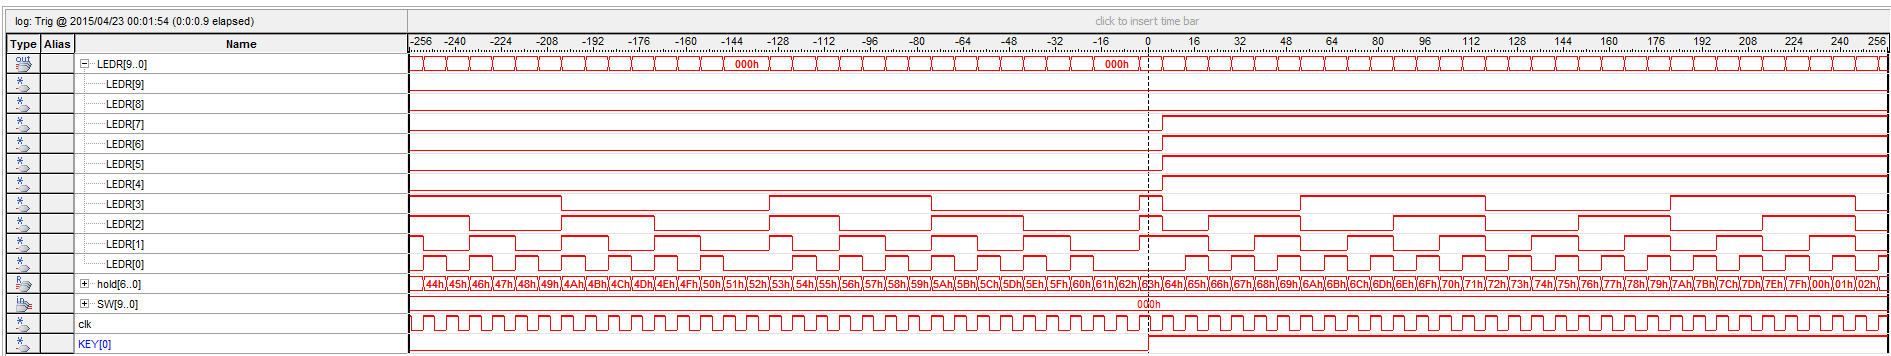 log: Trig @ 2015/04/23 00:01:54 (0:0:0.9 elapsed) click to insert time bar
Type Alias Name -256 -240 -224 -208 -192 -176 -160 -144 -128 -112 -96 -80 -64 -48 -32 -16 0 16 32 48 64 80 96 112 128 144 160 176 192 208 224 240 256
out LEDR[9..0] 000h 000h
* LEDR[9]
* LEDR[8]
* LEDR[7]
* LEDR[6]
* LEDR[5]
* LEDR[4]
* LEDR[3]
* LEDR[2]
* LEDR[1]
* LEDR[0]
R hold[6..0] 44h 45h 46h 47h 48h 49h 4Ah 4Bh 4Ch 4Dh 4Eh 4Fh 50h 51h 52h 53h 54h 55h 56h 57h 58h 59h 5Ah 5Bh 5Ch 5Dh 5Eh 5Fh 60h 61h 62h 63h 64h 65h 66h 67h 68h 69h 6Ah 6Bh 6Ch 6Dh 6Eh 6Fh 70h 71h 72h 73h 74h 75h 76h 77h 78h 79h 7Ah 7Bh 7Ch 7Dh 7Eh 7Fh 00h 01h 02h
in SW[9..0] 000h
* clk
* KEY[0]